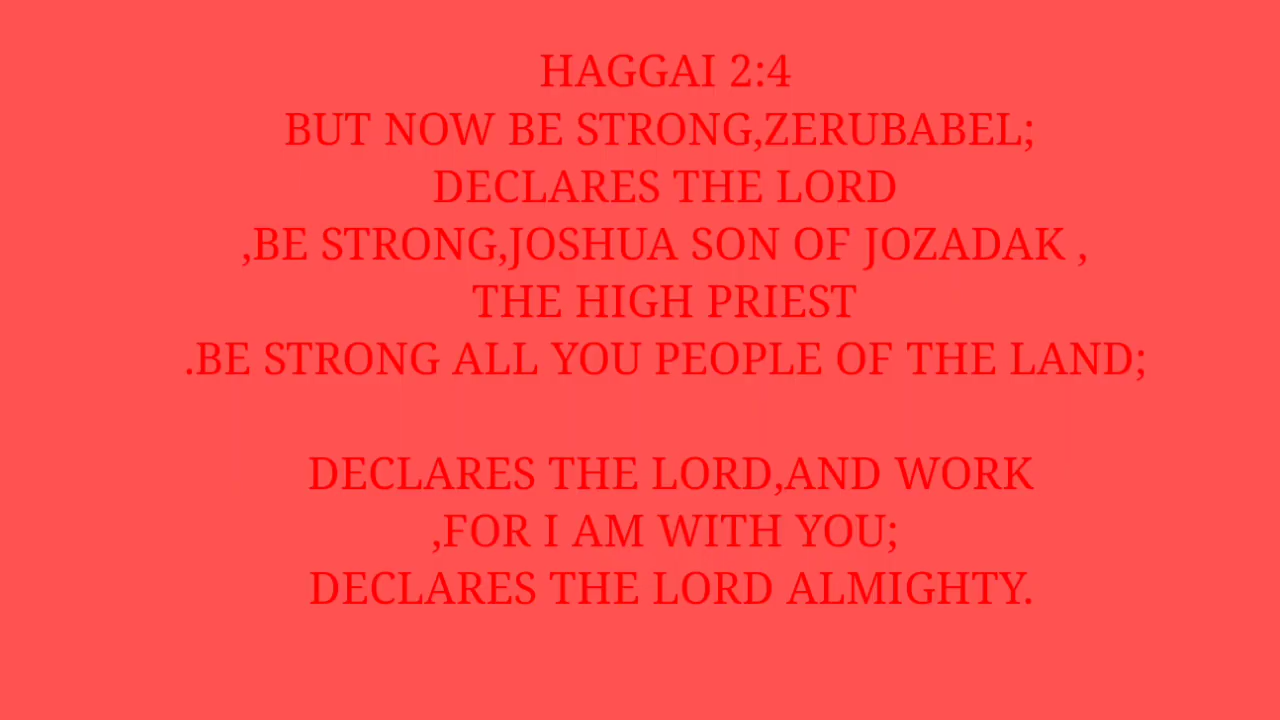 HAGGAI 2:4
BUT NOW BE STRONG,ZERUBABEL;
DECLARES THE LORD
,BE STRONG,JOSHUA SON OF JOZADAK ,
THE HIGH PRIEST
.BE STRONG ALL YOU PEOPLE OF THE LAND;
DECLARES THE LORD,AND WORK
,FOR I AM WITH YOU;
DECLARES THE LORD ALMIGHTY.